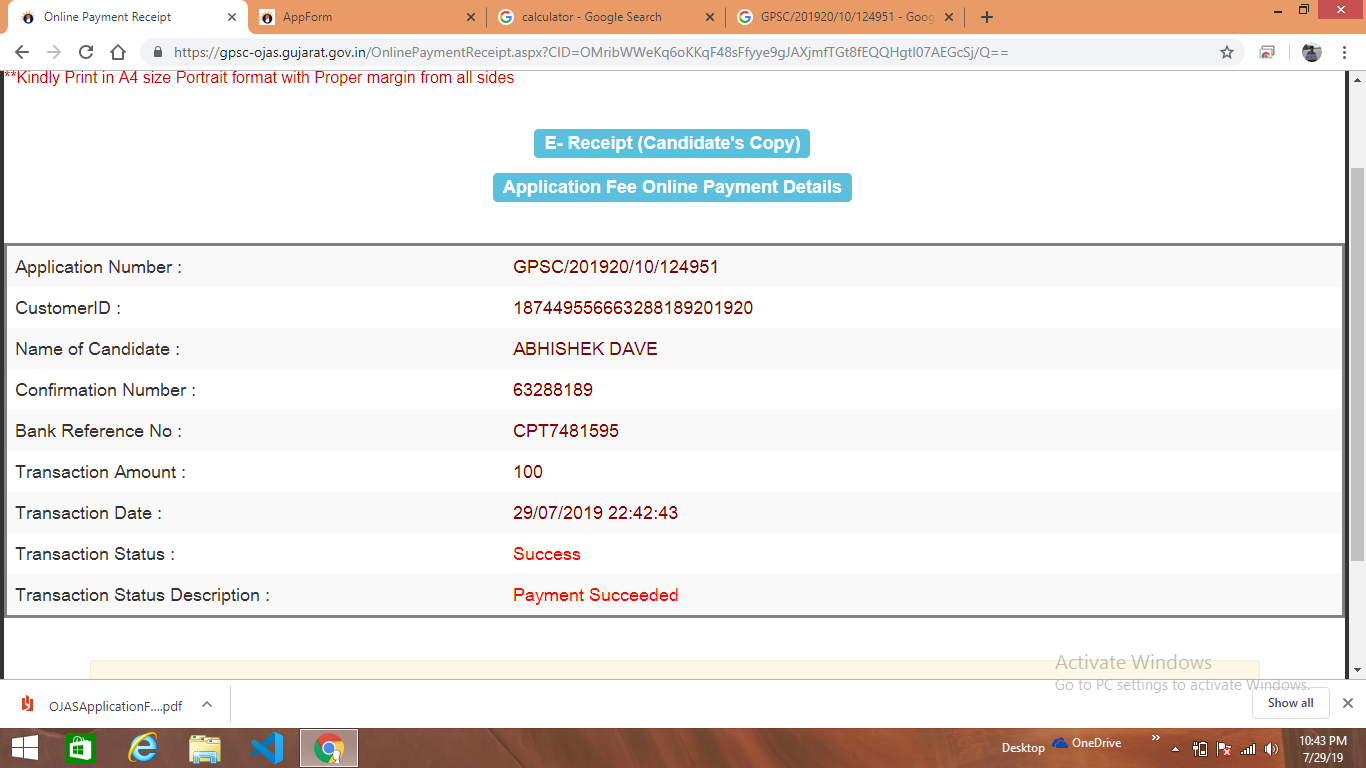 Online Payment Receipt
AppForm
calculator - Google Search
GPSC/201920/10/124951 - Goog
https://gpsc-ojas.gujarat.gov.in/OnlinePaymentReceipt.aspx?CID=OMribWWeKq6oKKqF48sFfyye9gJAXjmfTGt8fEQQHgtl07AEGcSj/Q==
**Kindly Print in A4 size Portrait format with Proper margin from all sides
E- Receipt (Candidate's Copy)
Application Fee Online Payment Details
Application Number : GPSC/201920/10/124951
CustomerID : 187449556663288189201920
Name of Candidate : ABHISHEK DAVE
Confirmation Number : 63288189
Bank Reference No : CPT7481595
Transaction Amount : 100
Transaction Date : 29/07/2019 22:42:43
Transaction Status : Success
Transaction Status Description : Payment Succeeded
Activate Windows
Go to PC settings to activate Windows.
OJASApplicationF....pdf
Show all
Desktop
OneDrive
10:43 PM
7/29/19